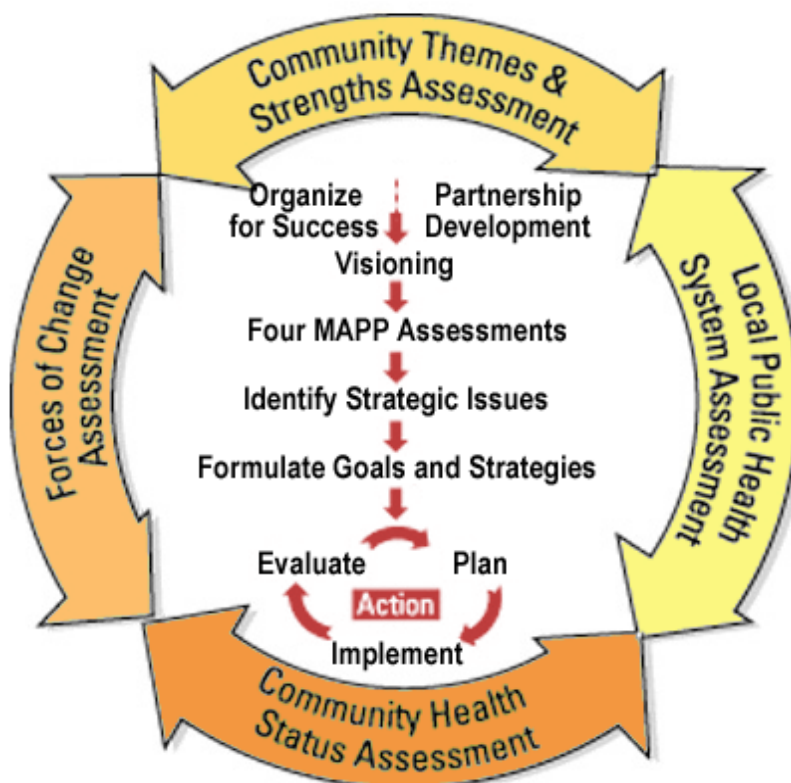 Community Themes &
Strengths Assessment
Organize
for Success
Partnership
Development
Visioning
Four MAPP Assessments
Identify Strategic Issues
Formulate Goals and Strategies
Evaluate
Plan
Action
Implement
Forces of Change
Assessment
Local Public Health
System Assessment
Community Health
Status Assessment